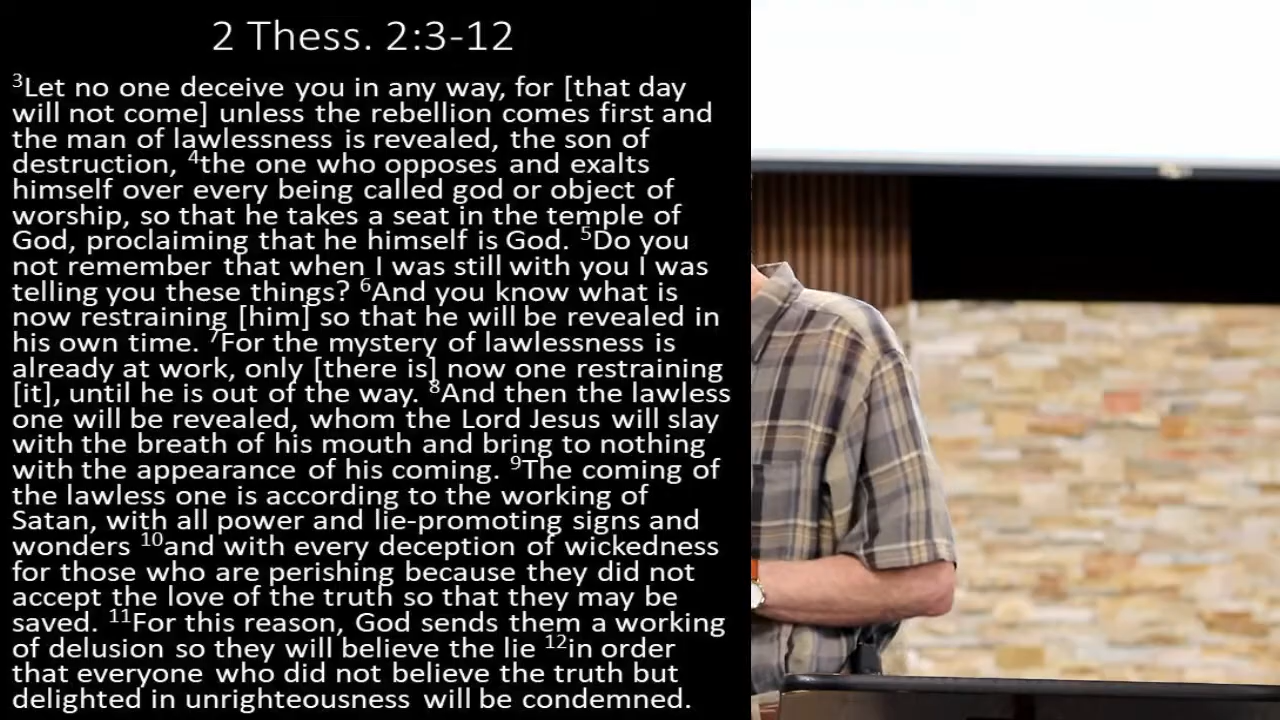 2 Thess. 2:3-12
³Let no one deceive you in any way, for [that day
will not come] unless the rebellion comes first and
the man of lawlessness is revealed, the son of
destruction, ⁴the one who opposes and exalts
himself over every being called god or object of
worship, so that he takes a seat in the temple of
God, proclaiming that he himself is God. ⁵Do you
not remember that when I was still with you I was
telling you these things? ⁶And you know what is
now restraining [him] so that he will be revealed in
his own time. ⁷For the mystery of lawlessness is
already at work, only [there is] now one restraining
[it], until he is out of the way. ⁸And then the lawless
one will be revealed, whom the Lord Jesus will slay
with the breath of his mouth and bring to nothing
with the appearance of his coming. ⁹The coming of
the lawless one is according to the working of
Satan, with all power and lie-promoting signs and
wonders ¹⁰and with every deception of wickedness
for those who are perishing because they did not
accept the love of the truth so that they may be
saved. ¹¹For this reason, God sends them a working
of delusion so they will believe the lie ¹²in order
that everyone who did not believe the truth but
delighted in unrighteousness will be condemned.